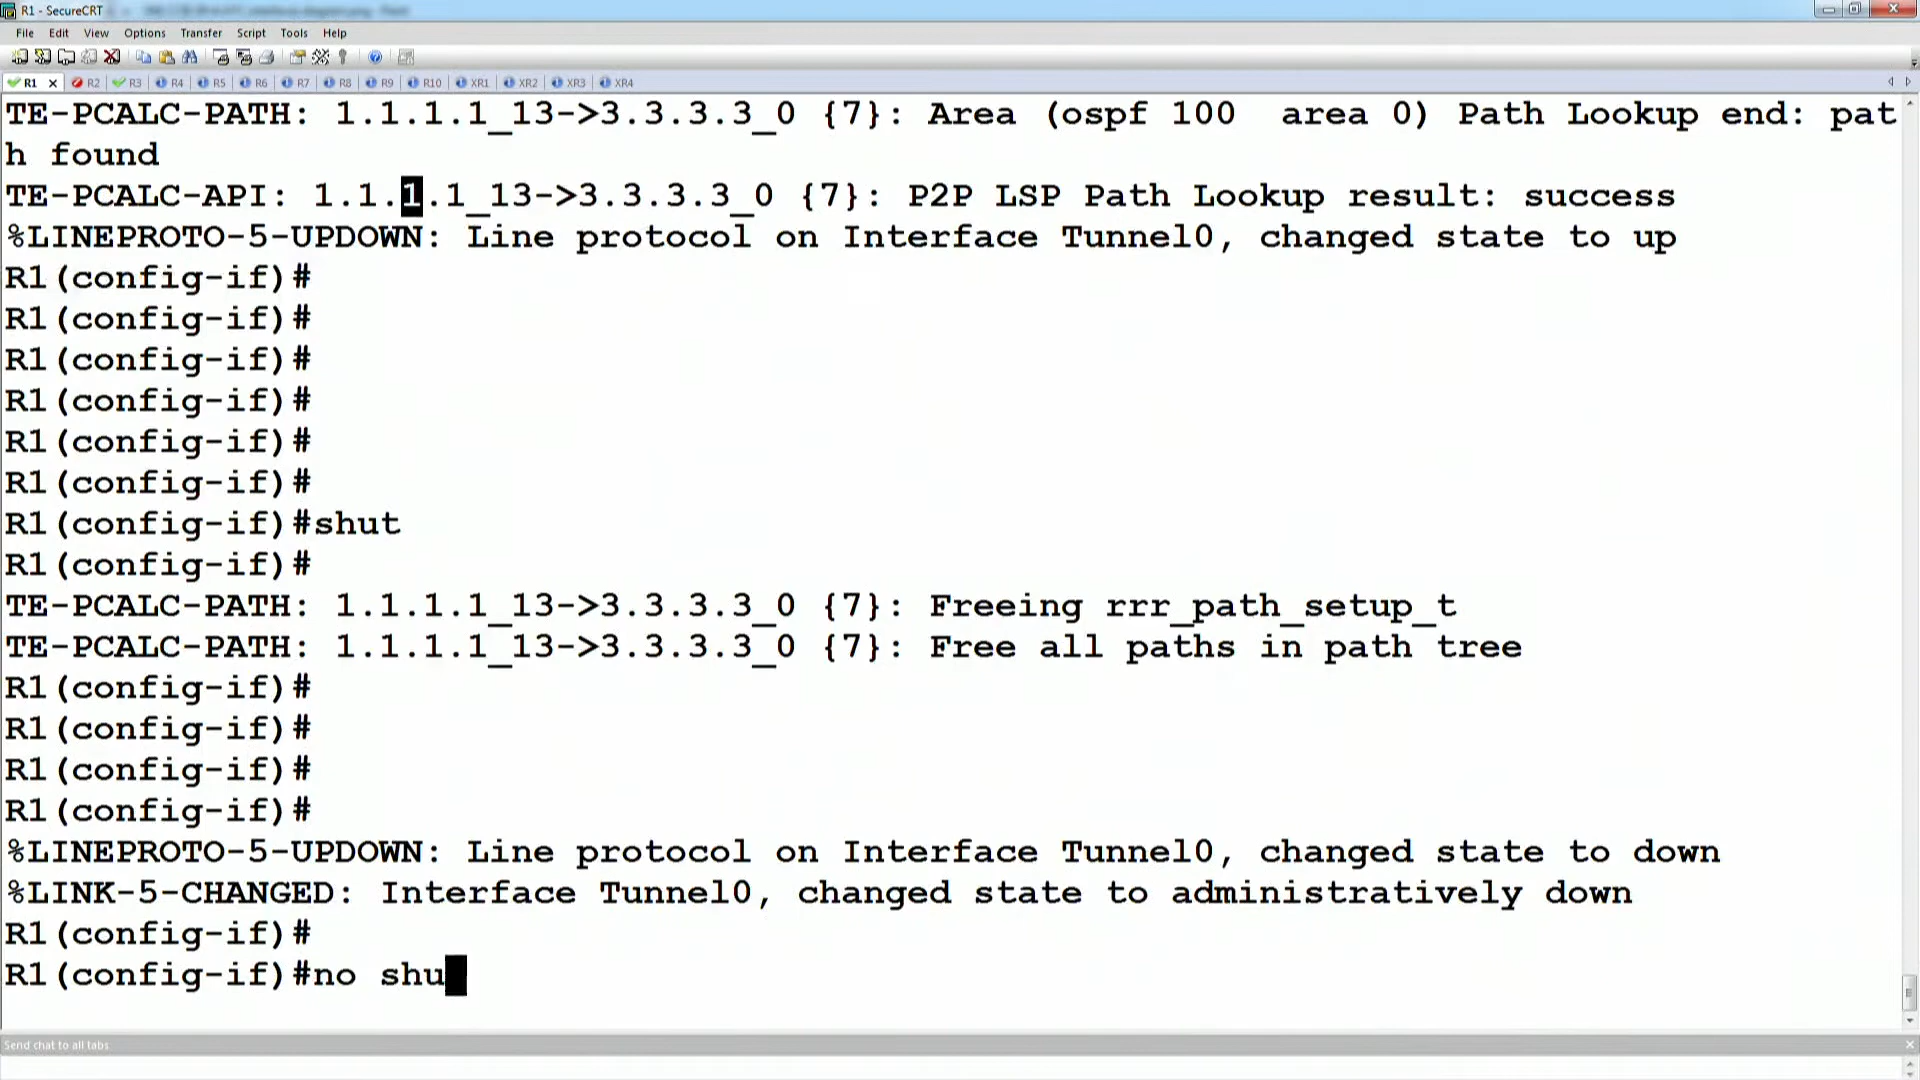 R1 - SecureCRT
File Edit View Options Transfer Script Tools Help
R1 R2 R3 R4 R5 R6 R7 R8 R9 R10 XR1 XR2 XR3 XR4
TE-PCALC-PATH: 1.1.1.1_13->3.3.3.3_0 {7}: Area (ospf 100  area 0) Path Lookup end: pat
h found
TE-PCALC-API: 1.1.1.1_13->3.3.3.3_0 {7}: P2P LSP Path Lookup result: success
%LINEPROTO-5-UPDOWN: Line protocol on Interface Tunnel0, changed state to up
R1(config-if)#
R1(config-if)#
R1(config-if)#
R1(config-if)#
R1(config-if)#
R1(config-if)#
R1(config-if)#shut
R1(config-if)#
TE-PCALC-PATH: 1.1.1.1_13->3.3.3.3_0 {7}: Freeing rrr_path_setup_t
TE-PCALC-PATH: 1.1.1.1_13->3.3.3.3_0 {7}: Free all paths in path tree
R1(config-if)#
R1(config-if)#
R1(config-if)#
R1(config-if)#
%LINEPROTO-5-UPDOWN: Line protocol on Interface Tunnel0, changed state to down
%LINK-5-CHANGED: Interface Tunnel0, changed state to administratively down
R1(config-if)#
R1(config-if)#no shu
Send chat to all tabs